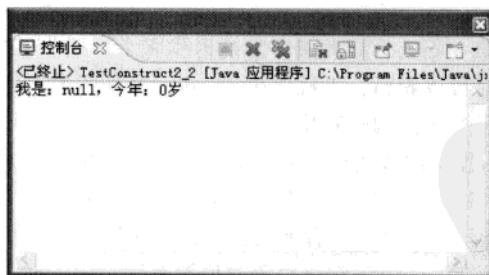 控制台
<已终止> TestConstruct2_2 [Java 应用程序] C:\Program Files\Java\j
我是：null，今年：0岁